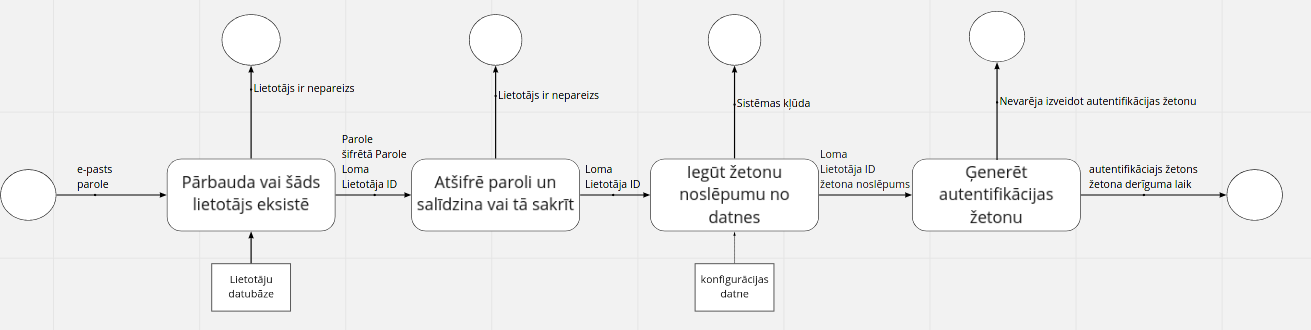 Lietotājs ir nepareizs
Lietotājs ir nepareizs
Sistēmas kļūda
Nevarēja izveidot autentifikācijas žetonu
e-pasts
parole
Pārbauda vai šāds
lietotājs eksistē
Parole
šifrētā Parole
Loma
Lietotāja ID
Atšifrē paroli un
salīdzina vai tā sakrīt
Loma
Lietotāja ID
Iegūt žetonu
noslēpumu no
datnes
Loma
Lietotāja ID
žetona noslēpums
Ģenerēt
autentifikācijas
žetonu
autentifikāciajs žetons
žetona derīguma laik
Lietotāju
datubāze
konfigurācijas
datne